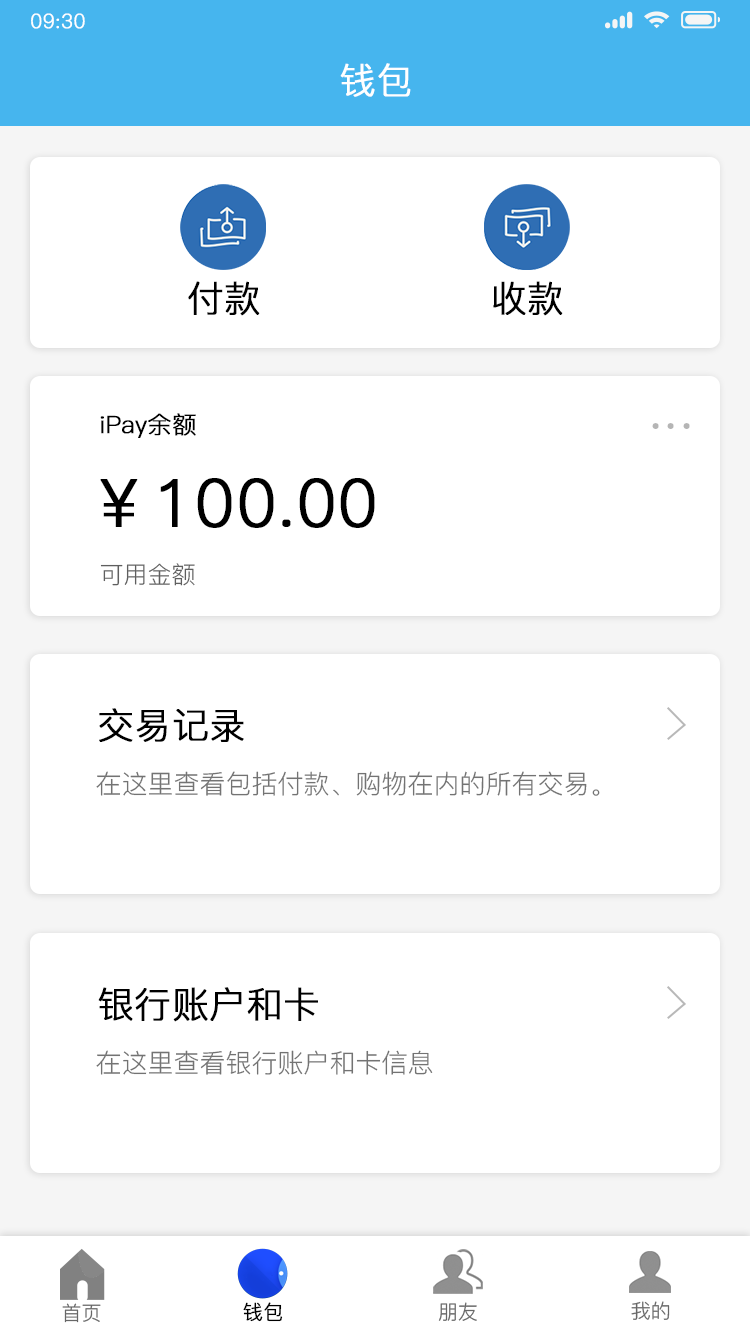 09:30
钱包
付款
收款
iPay余额
¥ 100.00
可用金额
交易记录
在这里查看包括付款、购物在内的所有交易。
银行账户和卡
在这里查看银行账户和卡信息
首页
钱包
朋友
我的